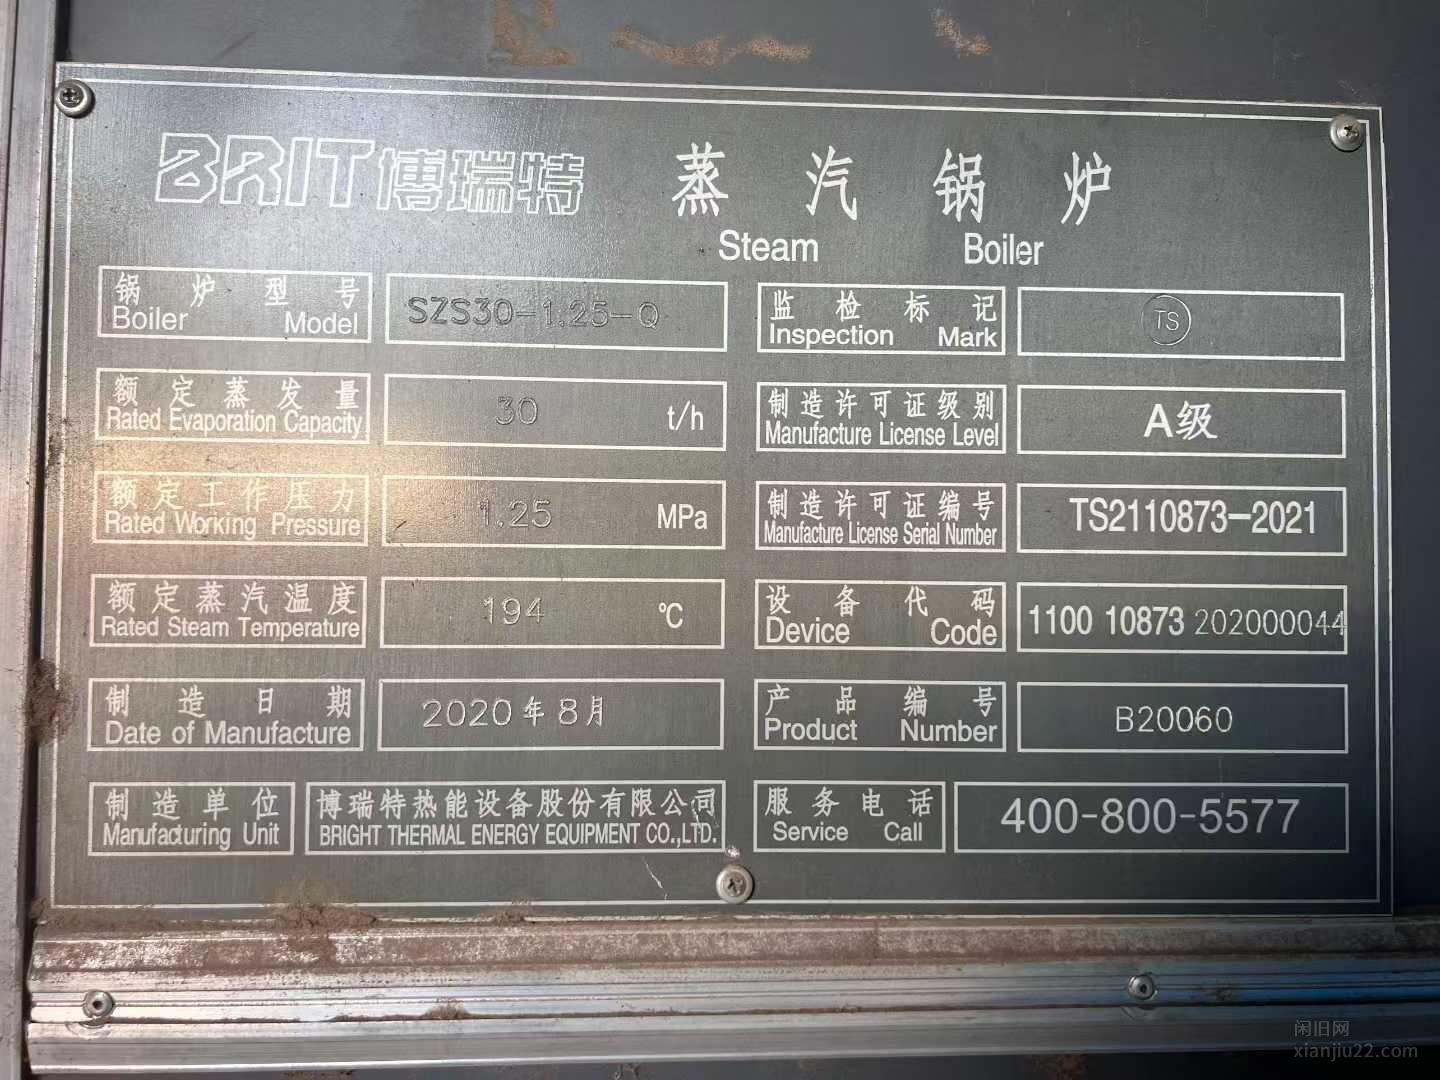 BRIT博瑞特 蒸汽锅炉
Steam Boiler
锅炉型号
Boiler Model
SZS30-1.25-Q
监检标记
Inspection Mark
TS
额定蒸发量
Rated Evaporation Capacity
30 t/h
制造许可证级别
Manufacture License Level
A级
额定工作压力
Rated Working Pressure
1.25 MPa
制造许可证编号
Manufacture License Serial Number
TS2110873-2021
额定蒸汽温度
Rated Steam Temperature
194 ℃
设备代码
Device Code
1100 10873 202000044
制造日期
Date of Manufacture
2020年8月
产品编号
Product Number
B20060
制造单位
Manufacturing Unit
博瑞特热能设备股份有限公司
BRIGHT THERMAL ENERGY EQUIPMENT CO.,LTD.
服务电话
Service Call
400-800-5577
闲旧网
xianjiu22.com